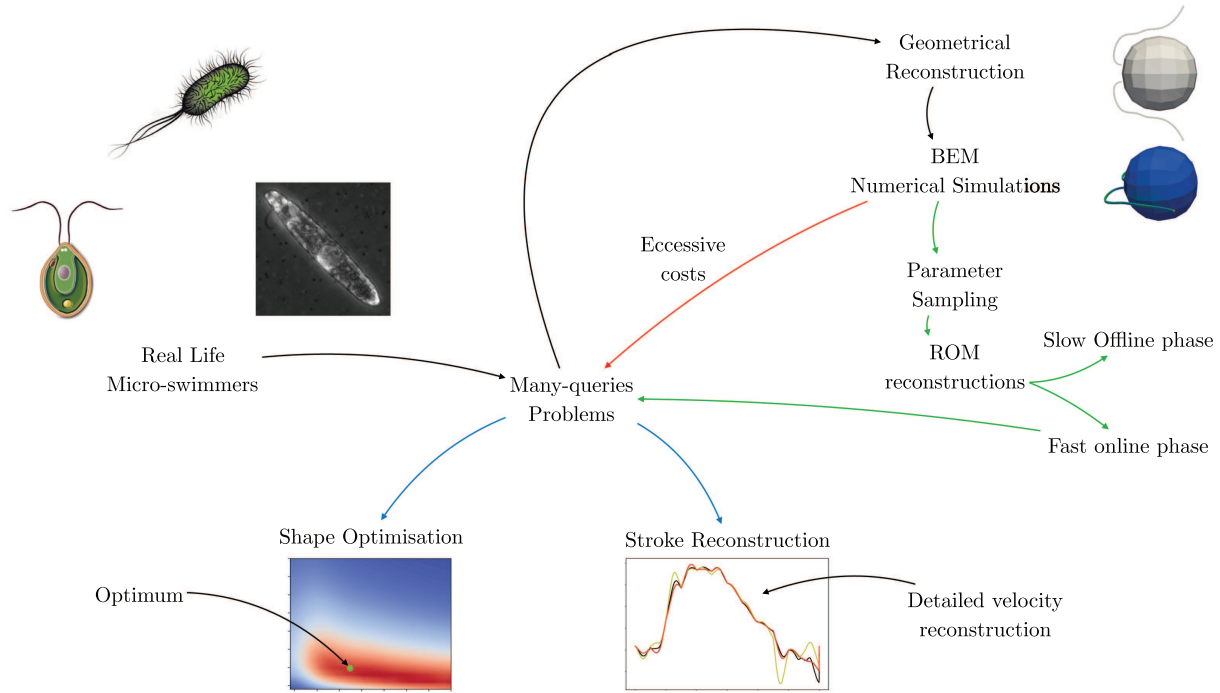 Geometrical
Reconstruction
BEM
Numerical Simulations
Eccessive
costs
Parameter
Sampling
ROM
reconstructions
Slow Offline phase
Fast online phase
Real Life
Micro-swimmers
Many-queries
Problems
Shape Optimisation
Stroke Reconstruction
Optimum
Detailed velocity
reconstruction